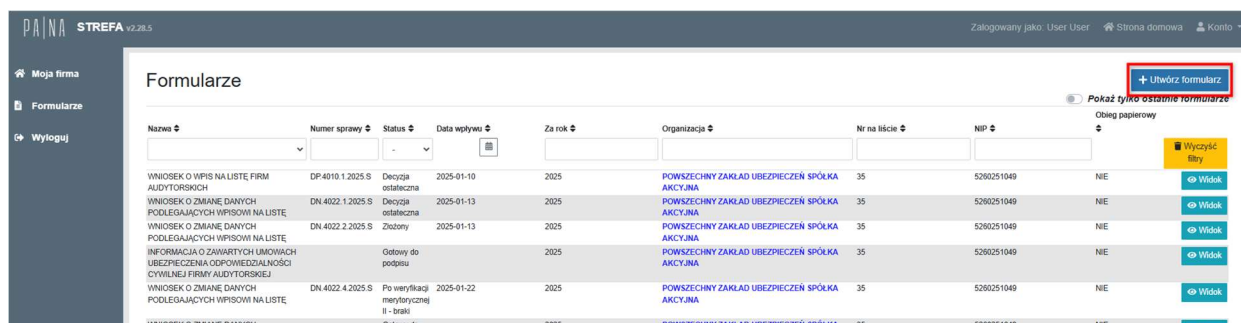 PA|NA STREFA v2.28.5 Zalogowany jako: User User Strona domowa Konto
Moja firma
Formularze
Wyloguj
Formularze
+ Utwórz formularz
Pokaż tylko ostatnie formularze
Nazwa Numer sprawy Status Data wpływu Za rok Organizacja Nr na liście NIP Obieg papierowy
-
Wyczyść filtry
WNIOSEK O WPIS NA LISTĘ FIRM AUDYTORSKICH DP.4010.1.2025.S Decyzja ostateczna 2025-01-10 2025 POWSZECHNY ZAKŁAD UBEZPIECZEŃ SPÓŁKA AKCYJNA 35 5260251049 NIE Widok
WNIOSEK O ZMIANĘ DANYCH PODLEGAJĄCYCH WPISOWI NA LISTĘ DN.4022.1.2025.S Decyzja ostateczna 2025-01-13 2025 POWSZECHNY ZAKŁAD UBEZPIECZEŃ SPÓŁKA AKCYJNA 35 5260251049 NIE Widok
WNIOSEK O ZMIANĘ DANYCH PODLEGAJĄCYCH WPISOWI NA LISTĘ DN.4022.2.2025.S Złożony 2025-01-13 2025 POWSZECHNY ZAKŁAD UBEZPIECZEŃ SPÓŁKA AKCYJNA 35 5260251049 NIE Widok
INFORMACJA O ZAWARTYCH UMOWACH UBEZPIECZENIA ODPOWIEDZIALNOŚCI CYWILNEJ FIRMY AUDYTORSKIEJ Gotowy do podpisu 2025 POWSZECHNY ZAKŁAD UBEZPIECZEŃ SPÓŁKA AKCYJNA 35 5260251049 NIE Widok
WNIOSEK O ZMIANĘ DANYCH PODLEGAJĄCYCH WPISOWI NA LISTĘ DN.4022.4.2025.S Po weryfikacji merytorycznej II - braki 2025-01-22 2025 POWSZECHNY ZAKŁAD UBEZPIECZEŃ SPÓŁKA AKCYJNA 35 5260251049 NIE Widok